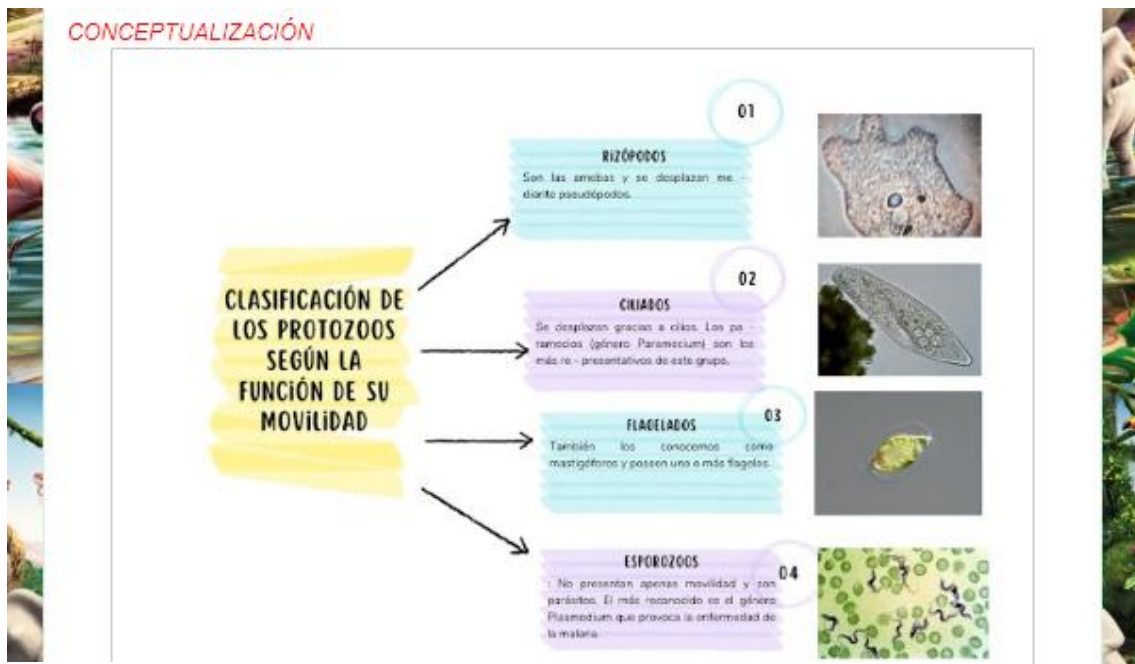 CONCEPTUALIZACIÓN
CLASIFICACIÓN DE
LOS PROTOZOOS
SEGÚN LA
FUNCIÓN DE SU
MOVILIDAD
01
RIZÓPODOS
Son las amebas y se desplazan me -
diante pseudópodos.
02
CILIADOS
Se desplazan gracias a cilios. Los pa -
ramecios (género Paramecium) son los
más re - presentativos de este grupo.
03
FLAGELADOS
También los conocemos como
mastigóforos y poseen uno o más flagelos.
04
ESPOROZOOS
: No presentan apenas movilidad y son
parásitos. El más reconocido es el género
Plasmodium que provoca la enfermedad de
la malaria.